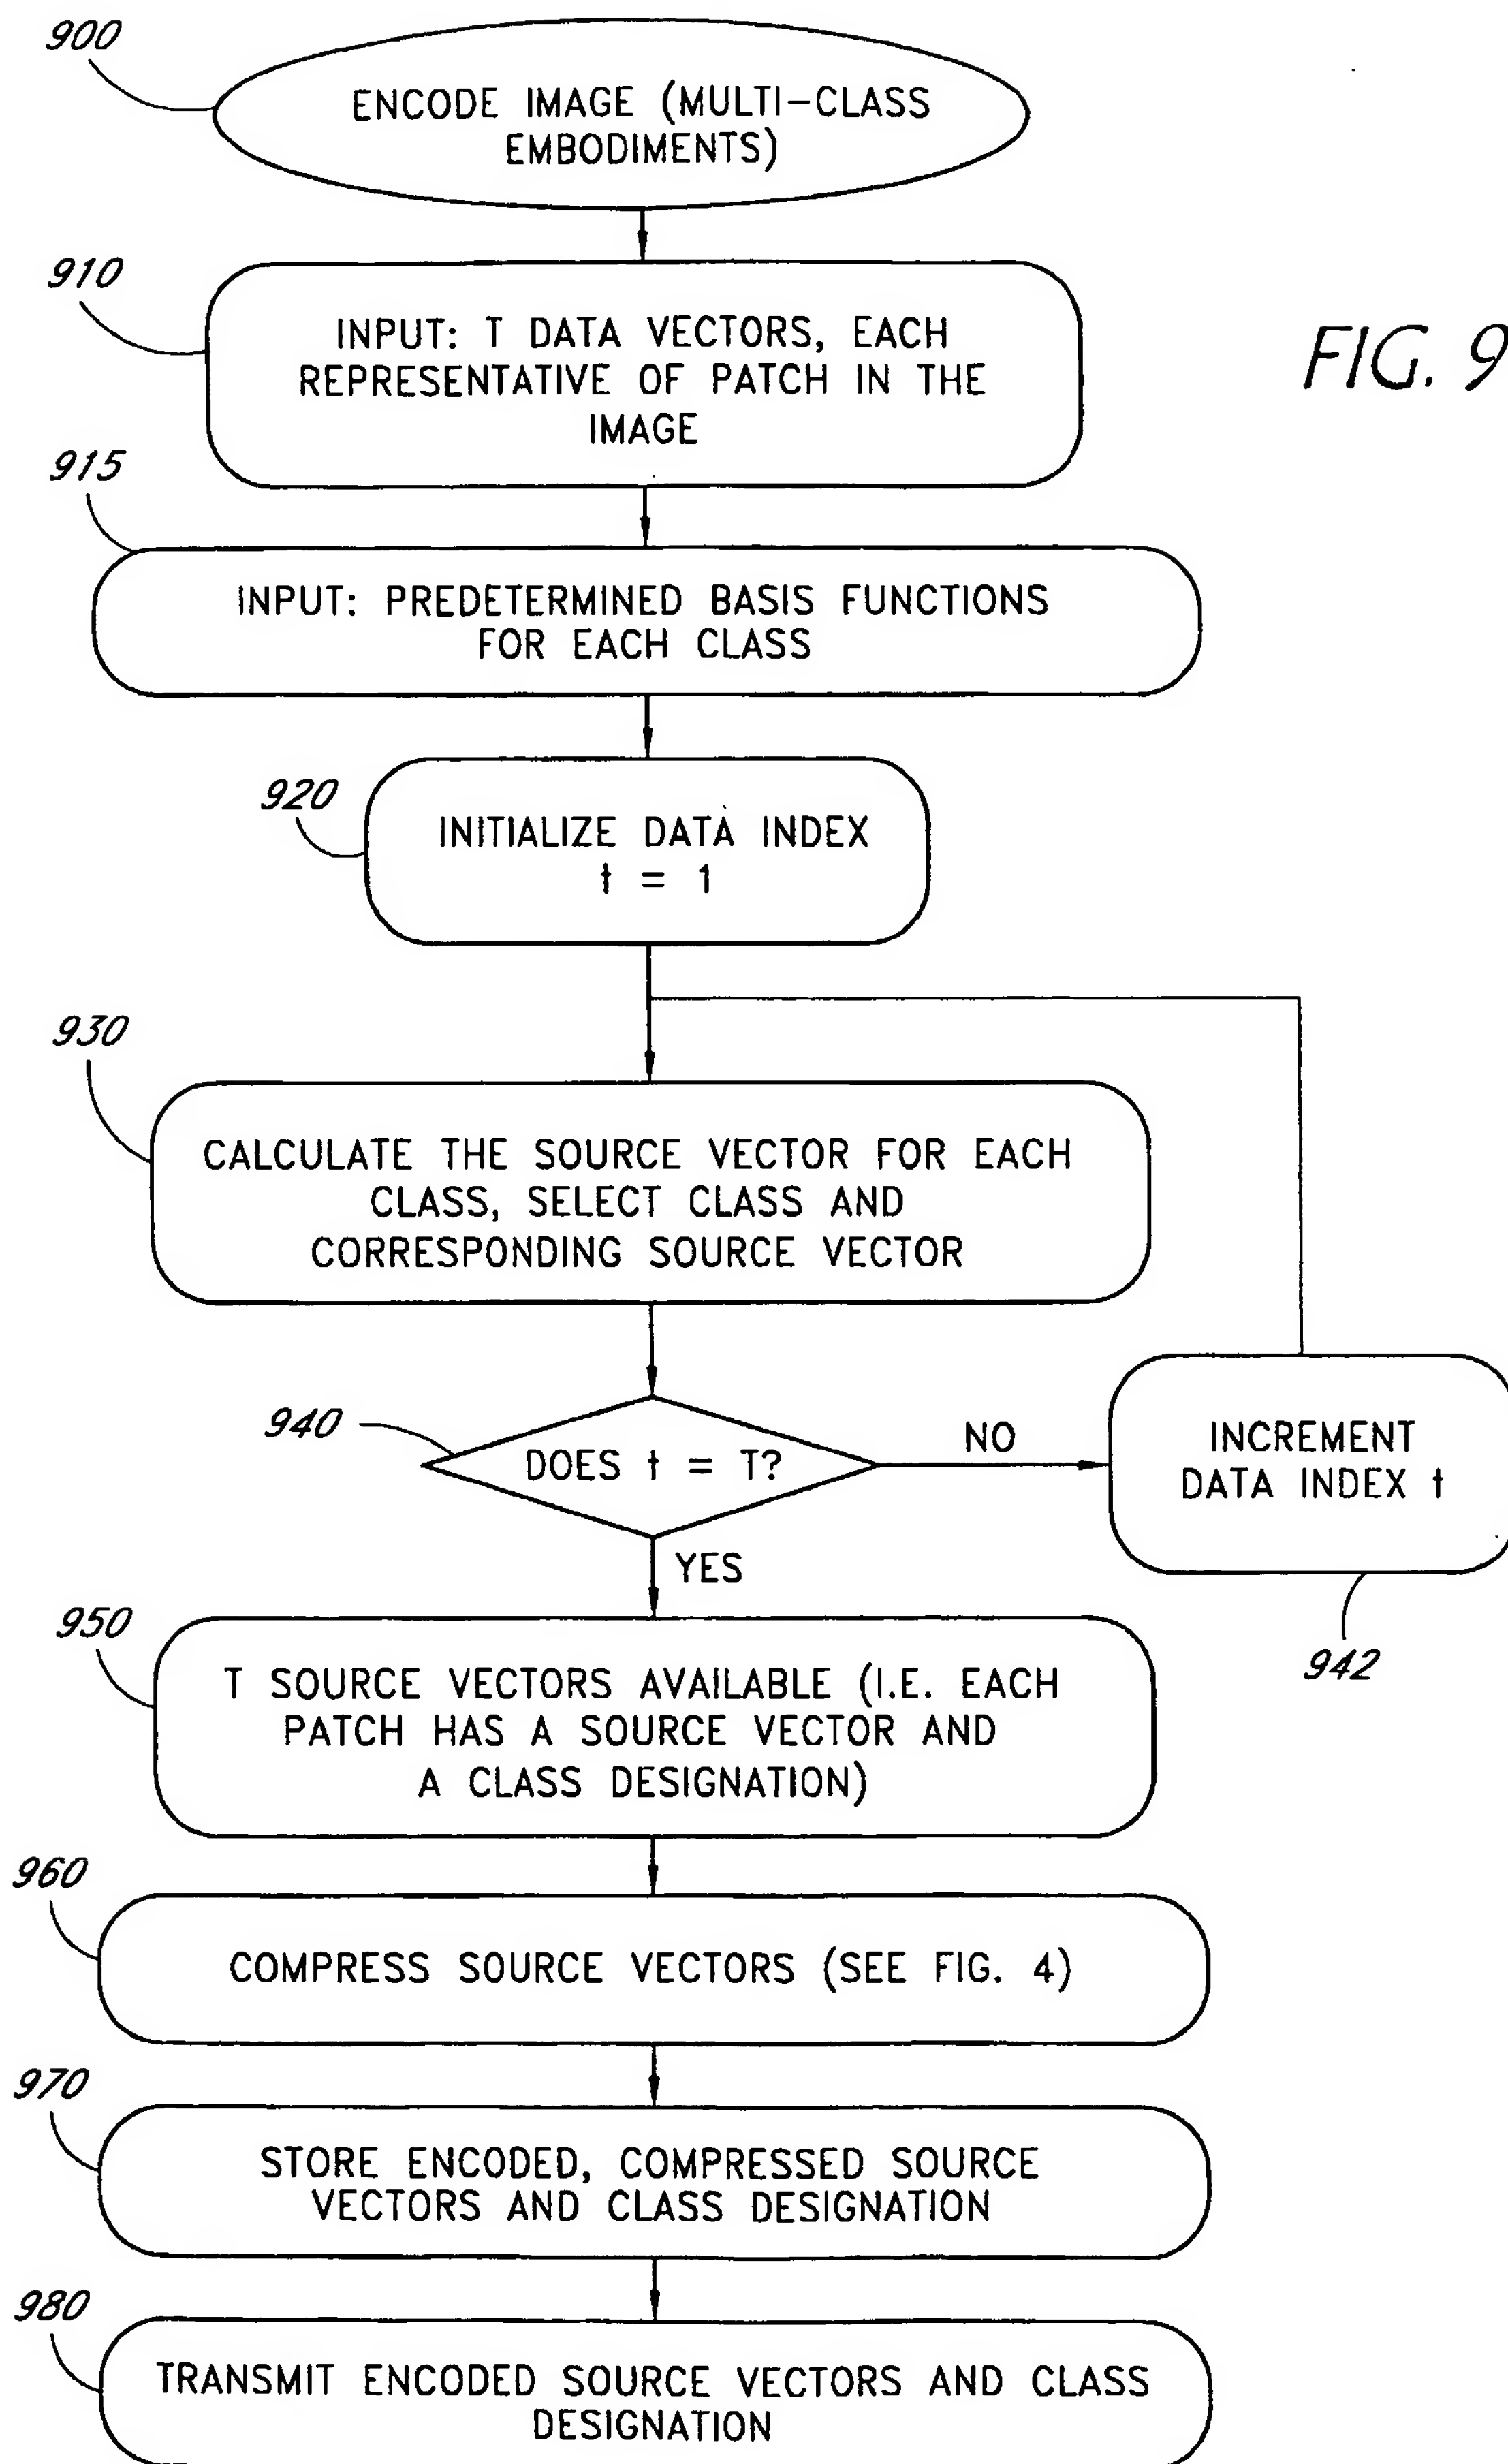 900
ENCODE IMAGE (MULTI-CLASS
EMBODIMENTS)
910
INPUT: T DATA VECTORS, EACH
REPRESENTATIVE OF PATCH IN THE
IMAGE
FIG. 9
915
INPUT: PREDETERMINED BASIS FUNCTIONS
FOR EACH CLASS
920
INITIALIZE DATA INDEX
t = 1
930
CALCULATE THE SOURCE VECTOR FOR EACH
CLASS, SELECT CLASS AND
CORRESPONDING SOURCE VECTOR
940
DOES t = T?
NO
INCREMENT
DATA INDEX t
942
YES
950
T SOURCE VECTORS AVAILABLE (I.E. EACH
PATCH HAS A SOURCE VECTOR AND
A CLASS DESIGNATION)
960
COMPRESS SOURCE VECTORS (SEE FIG. 4)
970
STORE ENCODED, COMPRESSED SOURCE
VECTORS AND CLASS DESIGNATION
980
TRANSMIT ENCODED SOURCE VECTORS AND CLASS
DESIGNATION